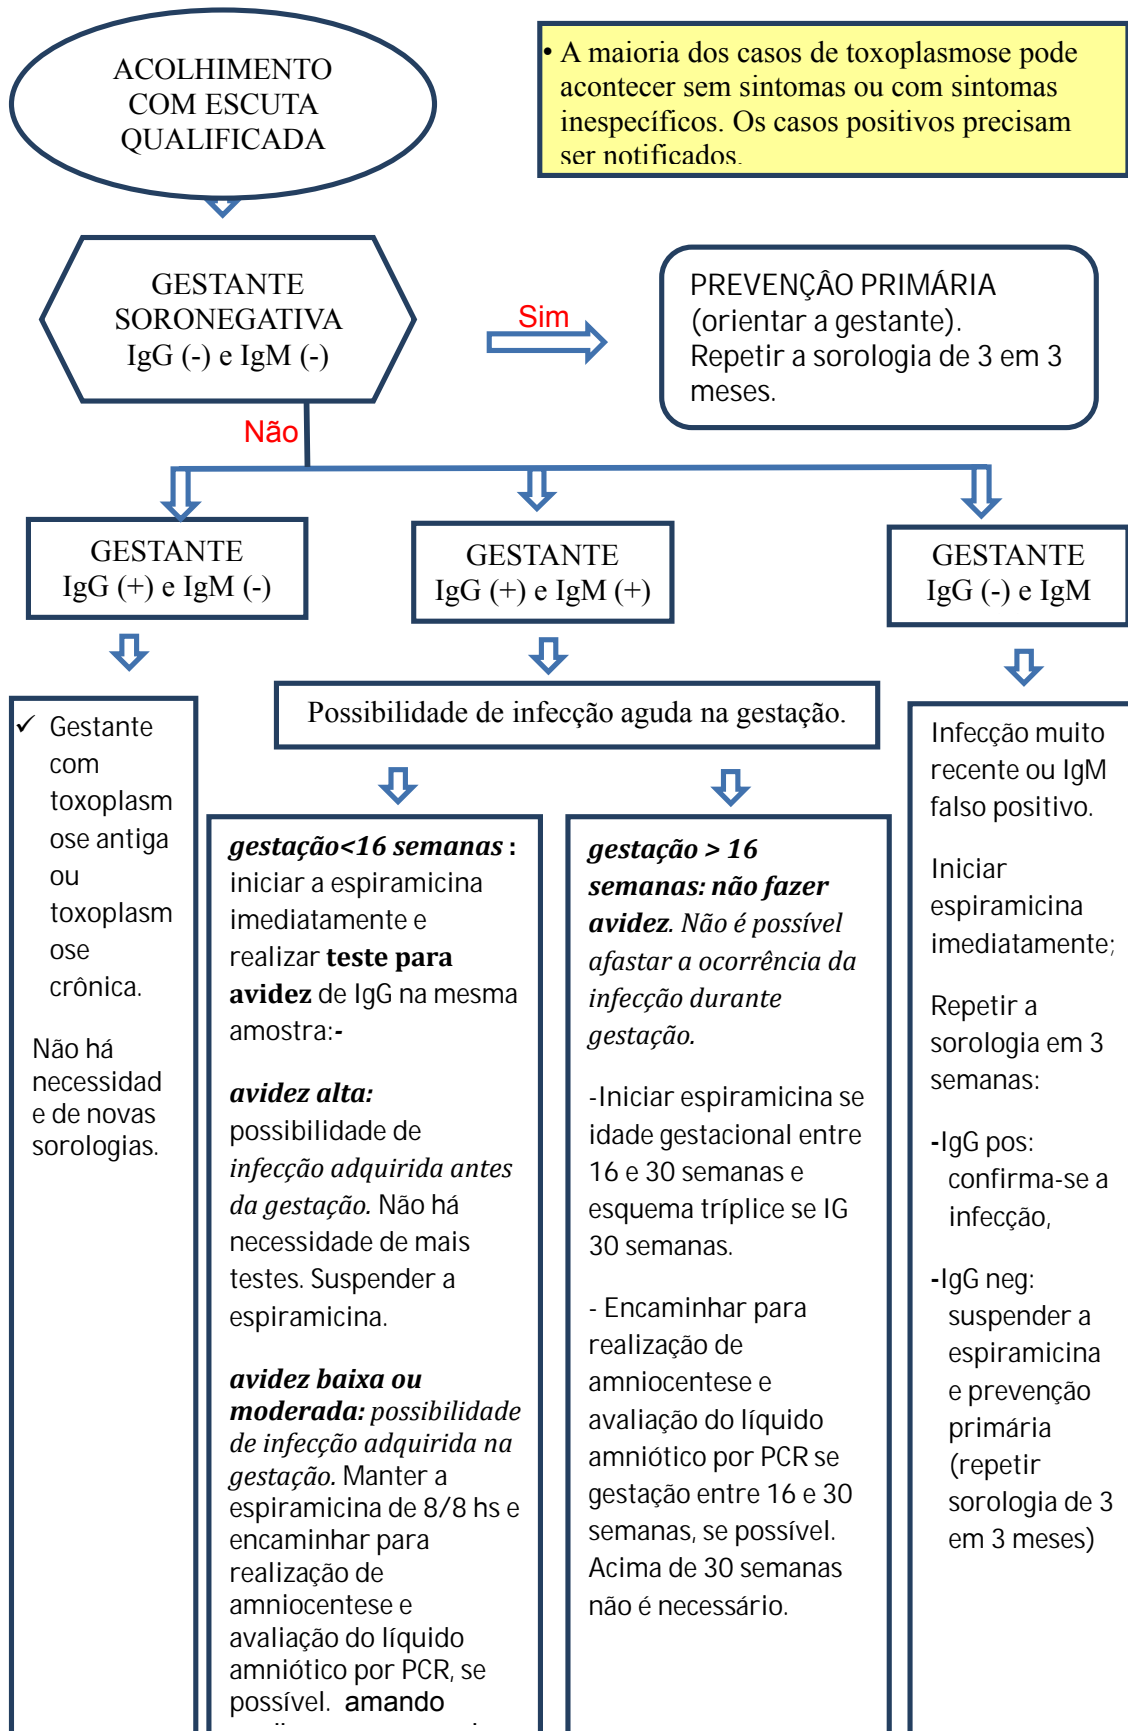 ACOLHIMENTO
COM ESCUTA
QUALIFICADA
• A maioria dos casos de toxoplasmose pode
acontecer sem sintomas ou com sintomas
inespecíficos. Os casos positivos precisam
ser notificados.
GESTANTE
SORONEGATIVA
IgG (-) e IgM (-)
Sim
PREVENÇÂO PRIMÁRIA
(orientar a gestante).
Repetir a sorologia de 3 em 3
meses.
Não
GESTANTE
IgG (+) e IgM (-)
GESTANTE
IgG (+) e IgM (+)
GESTANTE
IgG (-) e IgM
✓ Gestante
com
toxoplasm
ose antiga
ou
toxoplasm
ose
crônica.
Não há
necessidad
e de novas
sorologias.
Possibilidade de infecção aguda na gestação.
gestação<16 semanas :
iniciar a espiramicina
imediatamente e
realizar teste para
avidez de IgG na mesma
amostra:-
avidez alta:
possibilidade de
infecção adquirida antes
da gestação. Não há
necessidade de mais
testes. Suspender a
espiramicina.
avidez baixa ou
moderada: possibilidade
de infecção adquirida na
gestação. Manter a
espiramicina de 8/8 hs e
encaminhar para
realização de
amniocentese e
avaliação do líquido
amniótico por PCR, se
possível. amando
gestação > 16
semanas: não fazer
avidez. Não é possível
afastar a ocorrência da
infecção durante
gestação.
-Iniciar espiramicina se
idade gestacional entre
16 e 30 semanas e
esquema tríplice se IG
30 semanas.
- Encaminhar para
realização de
amniocentese e
avaliação do líquido
amniótico por PCR se
gestação entre 16 e 30
semanas, se possível.
Acima de 30 semanas
não é necessário.
Infecção muito
recente ou IgM
falso positivo.
Iniciar
espiramicina
imediatamente;
Repetir a
sorologia em 3
semanas:
-IgG pos:
confirma-se a
infecção,
-IgG neg:
suspender a
espiramicina
e prevenção
primária
(repetir
sorologia de 3
em 3 meses)